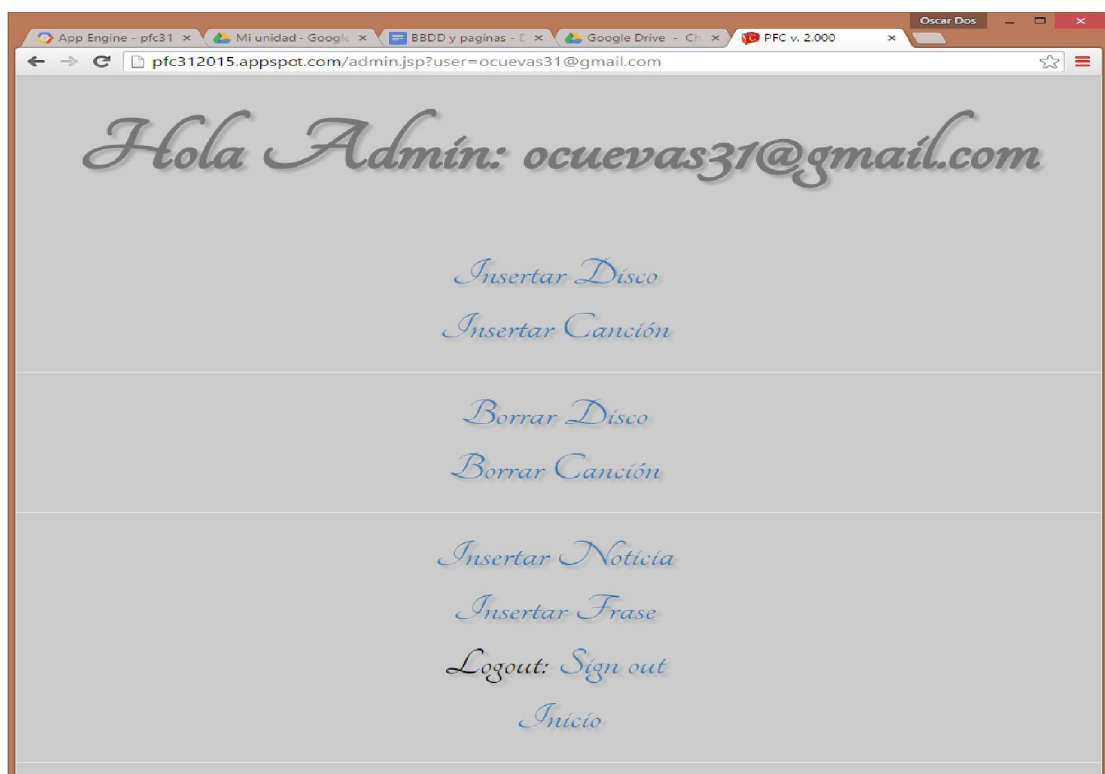 Oscar Dos
App Engine - pfc31 Mi unidad - Google BBDD y paginas - D Google Drive - Ch PFC v. 2.000
pfc312015.appspot.com/admin.jsp?user=ocuevas31@gmail.com
Hola Admin: ocuevas31@gmail.com
Insertar Disco
Insertar Canción
Borrar Disco
Borrar Canción
Insertar Noticia
Insertar Frase
Logout: Sign out
Inicio